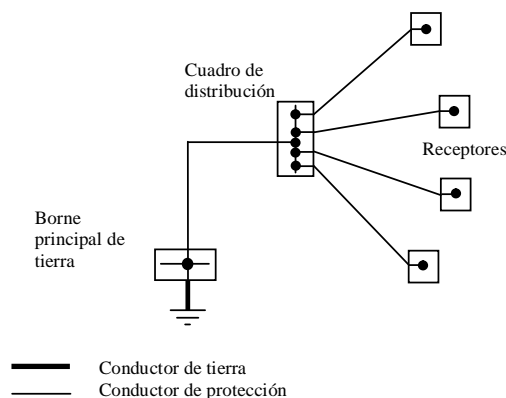 Cuadro de
distribución
Receptores
Borne
principal de
tierra
Conductor de tierra
Conductor de protección